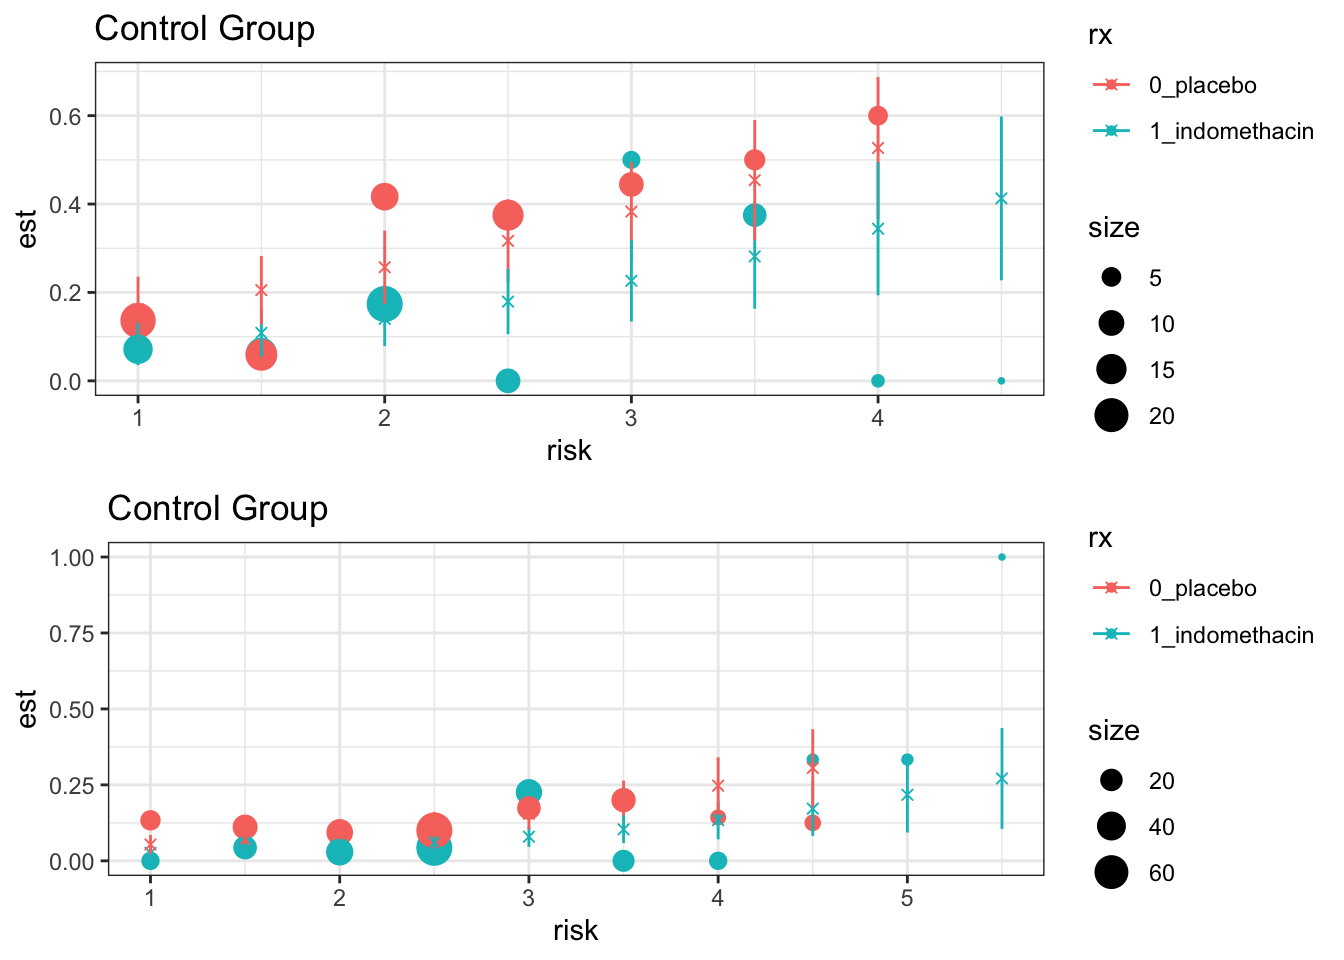 Control Group
rx
0_placebo
1_indomethacin
size
5
10
15
20
est
0.6
0.4
0.2
0.0
1
2
3
4
risk
Control Group
rx
0_placebo
1_indomethacin
size
20
40
60
est
1.00
0.75
0.50
0.25
0.00
1
2
3
4
5
risk